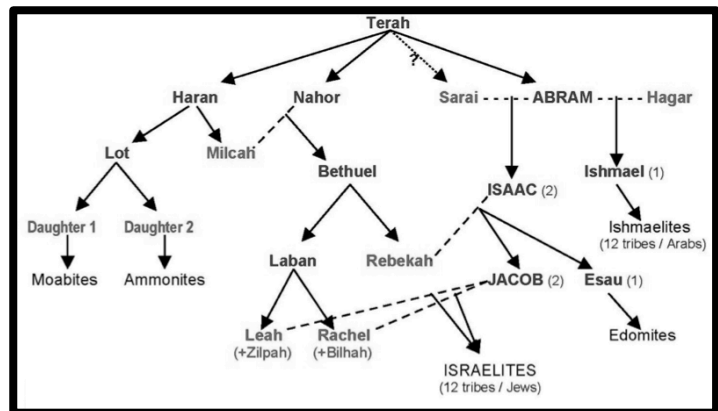 Terah
?
Haran Nahor Sarai ABRAM Hagar
Lot Milcah
Bethuel ISAAC (2) Ishmael (1)
Daughter 1 Daughter 2 Ishmaelites
(12 tribes / Arabs)
Laban Rebekah
Moabites Ammonites JACOB (2) Esau (1)
Leah Rachel Edomites
(+Zilpah) (+Bilhah)
ISRAELITES
(12 tribes / Jews)